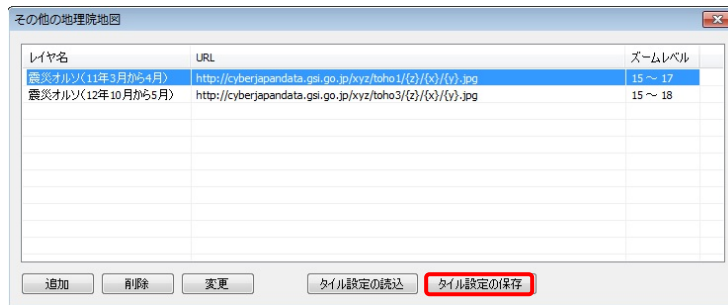 その他の地理院地図
レイヤ名 URL ズームレベル
震災オルソ(11年3月から4月) http://cyberjapandata.gsi.go.jp/xyz/toho1/{z}/{x}/{y}.jpg 15 ～ 17
震災オルソ(12年10月から5月) http://cyberjapandata.gsi.go.jp/xyz/toho3/{z}/{x}/{y}.jpg 15 ～ 18
追加 削除 変更 タイル設定の読込 タイル設定の保存